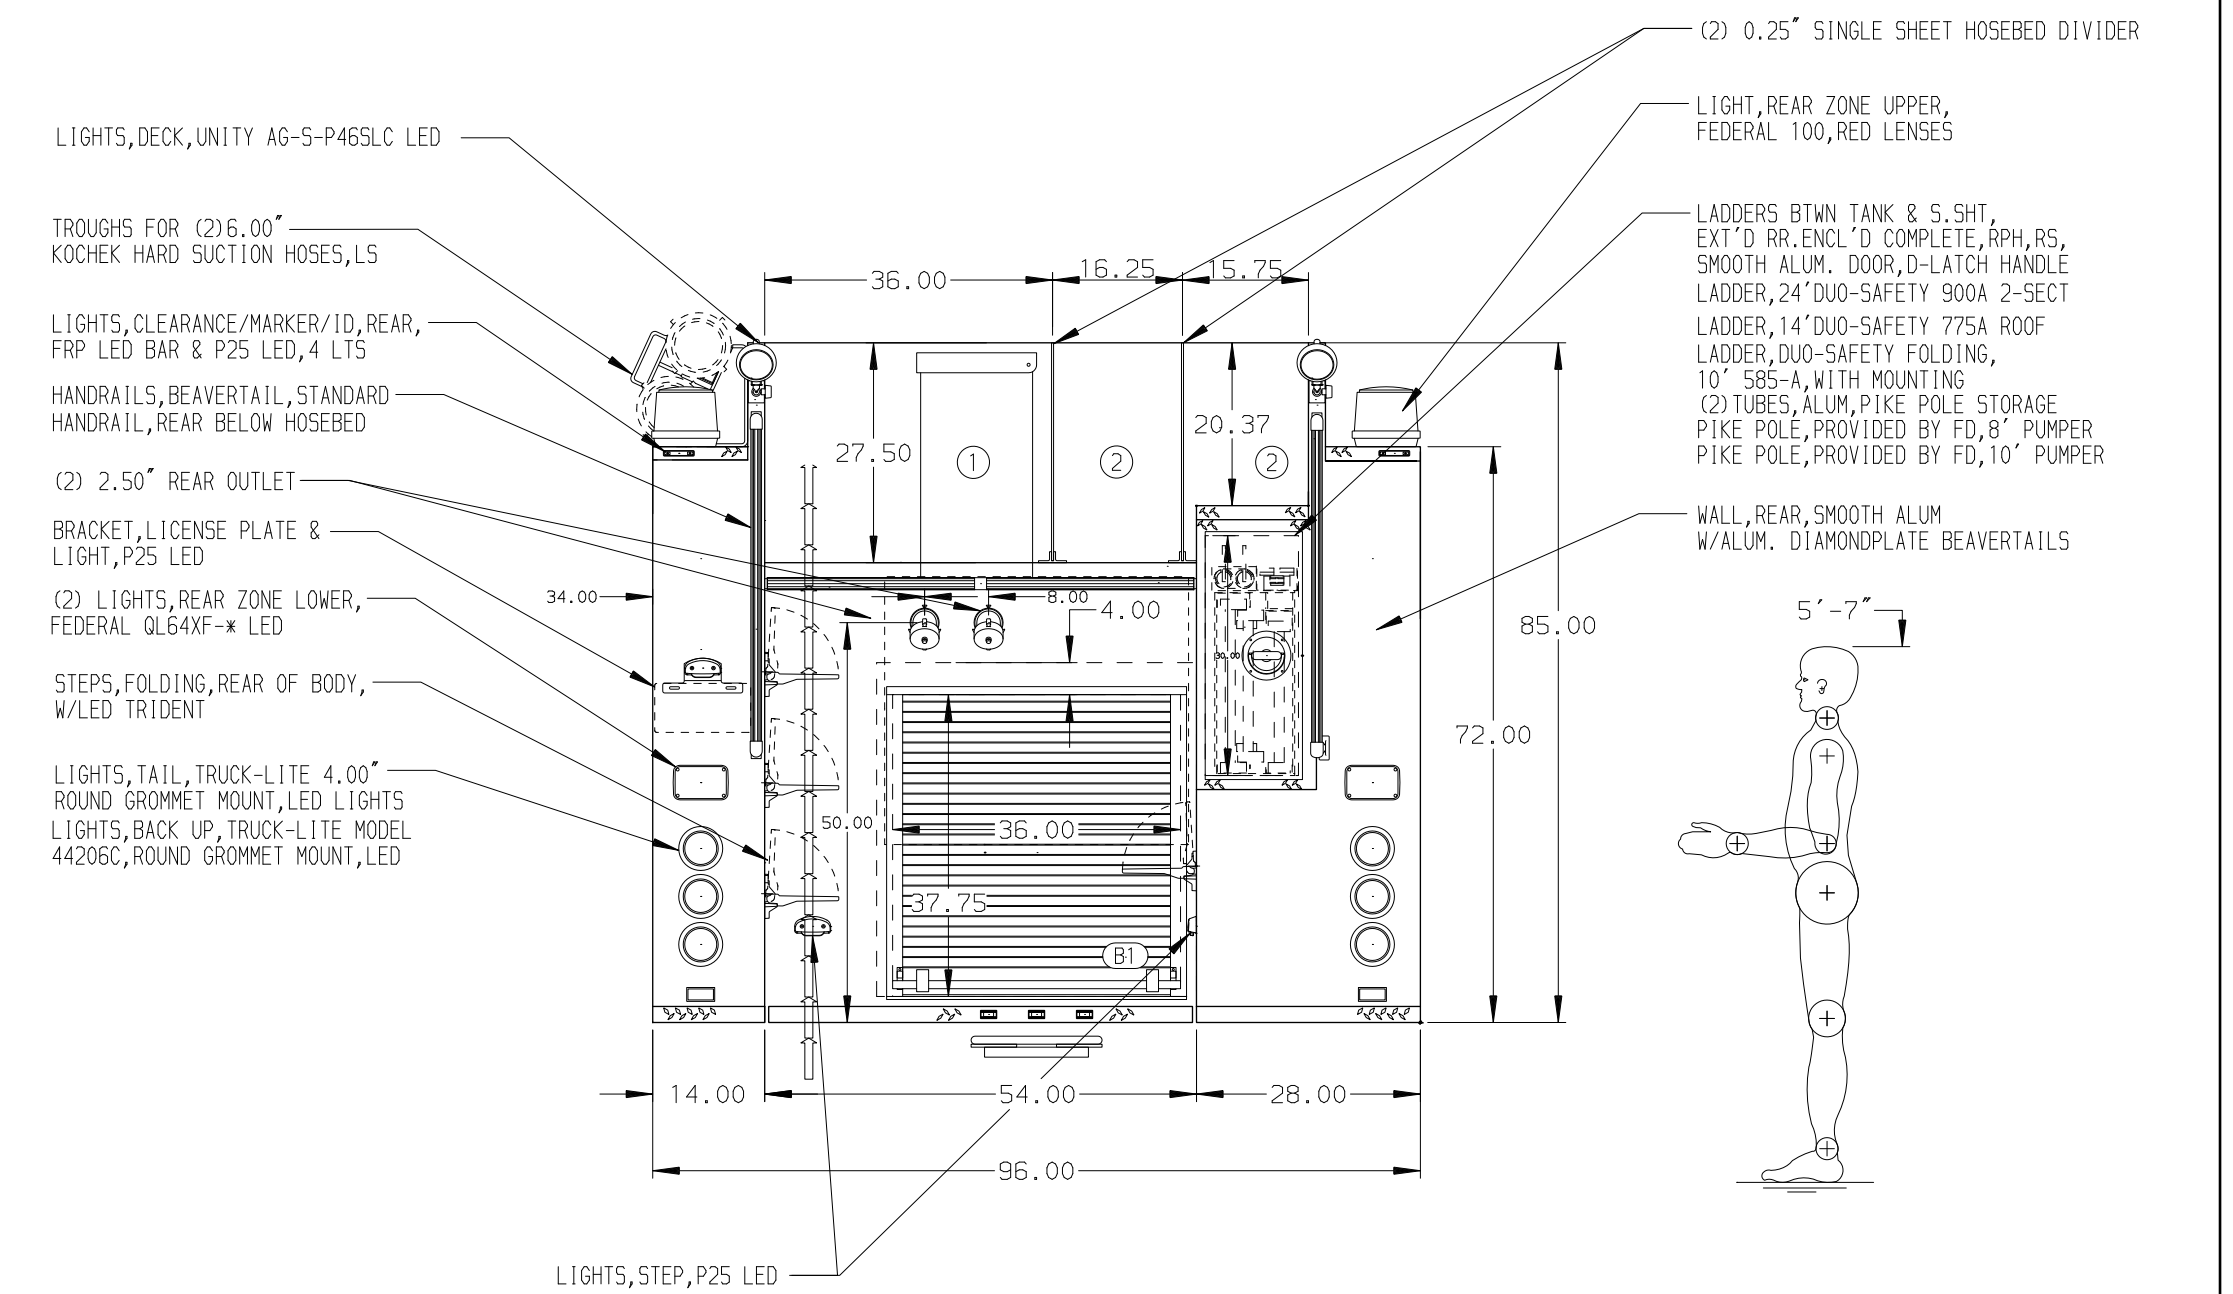 (2) 0.25" SINGLE SHEET HOSEBED DIVIDER
LIGHT,REAR ZONE UPPER,
FEDERAL 100,RED LENSES
LIGHTS,DECK,UNITY AG-S-P46SLC LED
TROUGHS FOR (2)6.00"
KOCHEK HARD SUCTION HOSES,LS
LIGHTS,CLEARANCE/MARKER/ID,REAR,
FRP LED BAR & P25 LED,4 LTS
HANDRAILS,BEAVERTAIL,STANDARD
HANDRAIL,REAR BELOW HOSEBED
(2) 2.50" REAR OUTLET
BRACKET,LICENSE PLATE &
LIGHT,P25 LED
(2) LIGHTS,REAR ZONE LOWER,
FEDERAL QL64XF-* LED
STEPS,FOLDING,REAR OF BODY,
W/LED TRIDENT
LIGHTS,TAIL,TRUCK-LITE 4.00"
ROUND GROMMET MOUNT,LED LIGHTS
LIGHTS,BACK UP,TRUCK-LITE MODEL
44206C,ROUND GROMMET MOUNT,LED
LADDERS BTWN TANK & S.SHT,
EXT'D RR.ENCL'D COMPLETE,RPH,RS,
SMOOTH ALUM. DOOR,D-LATCH HANDLE
LADDER,24'DUO-SAFETY 900A 2-SECT
LADDER,14'DUO-SAFETY 775A ROOF
LADDER,DUO-SAFETY FOLDING,
10' 585-A,WITH MOUNTING
(2)TUBES,ALUM,PIKE POLE STORAGE
PIKE POLE,PROVIDED BY FD,8' PUMPER
PIKE POLE,PROVIDED BY FD,10' PUMPER
WALL,REAR,SMOOTH ALUM
W/ALUM. DIAMONDPLATE BEAVERTAILS
36.00
16.25
15.75
27.50
20.37
1
2
2
34.00
8.00
4.00
30.00
85.00
72.00
5'-7"
50.00
36.00
37.75
B1
14.00
54.00
28.00
96.00
LIGHTS,STEP,P25 LED